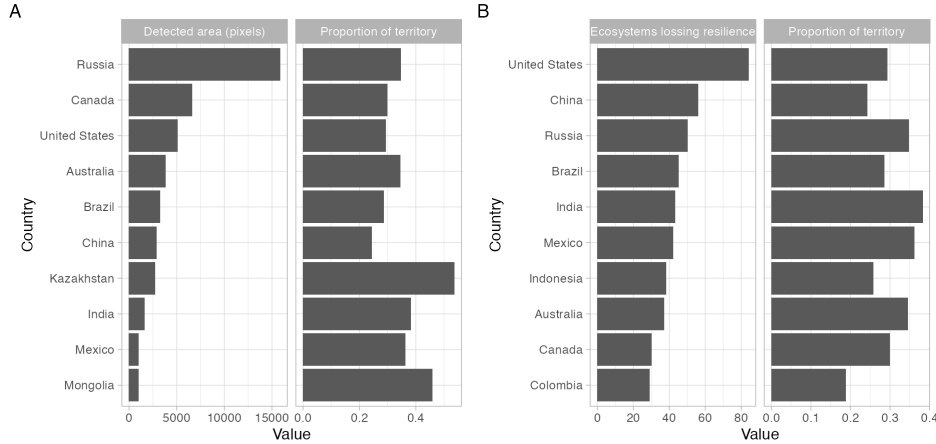 A
B
Detected area (pixels)
Proportion of territory
Ecosystems lossing resilience
Proportion of territory
Country
Russia
Canada
United States
Australia
Brazil
China
Kazakhstan
India
Mexico
Mongolia
0
5000
10000
15000
0.0
0.2
0.4
Value
Country
United States
China
Russia
Brazil
India
Mexico
Indonesia
Australia
Canada
Colombia
0
20
40
60
80
0.0
0.1
0.2
0.3
0.4
Value